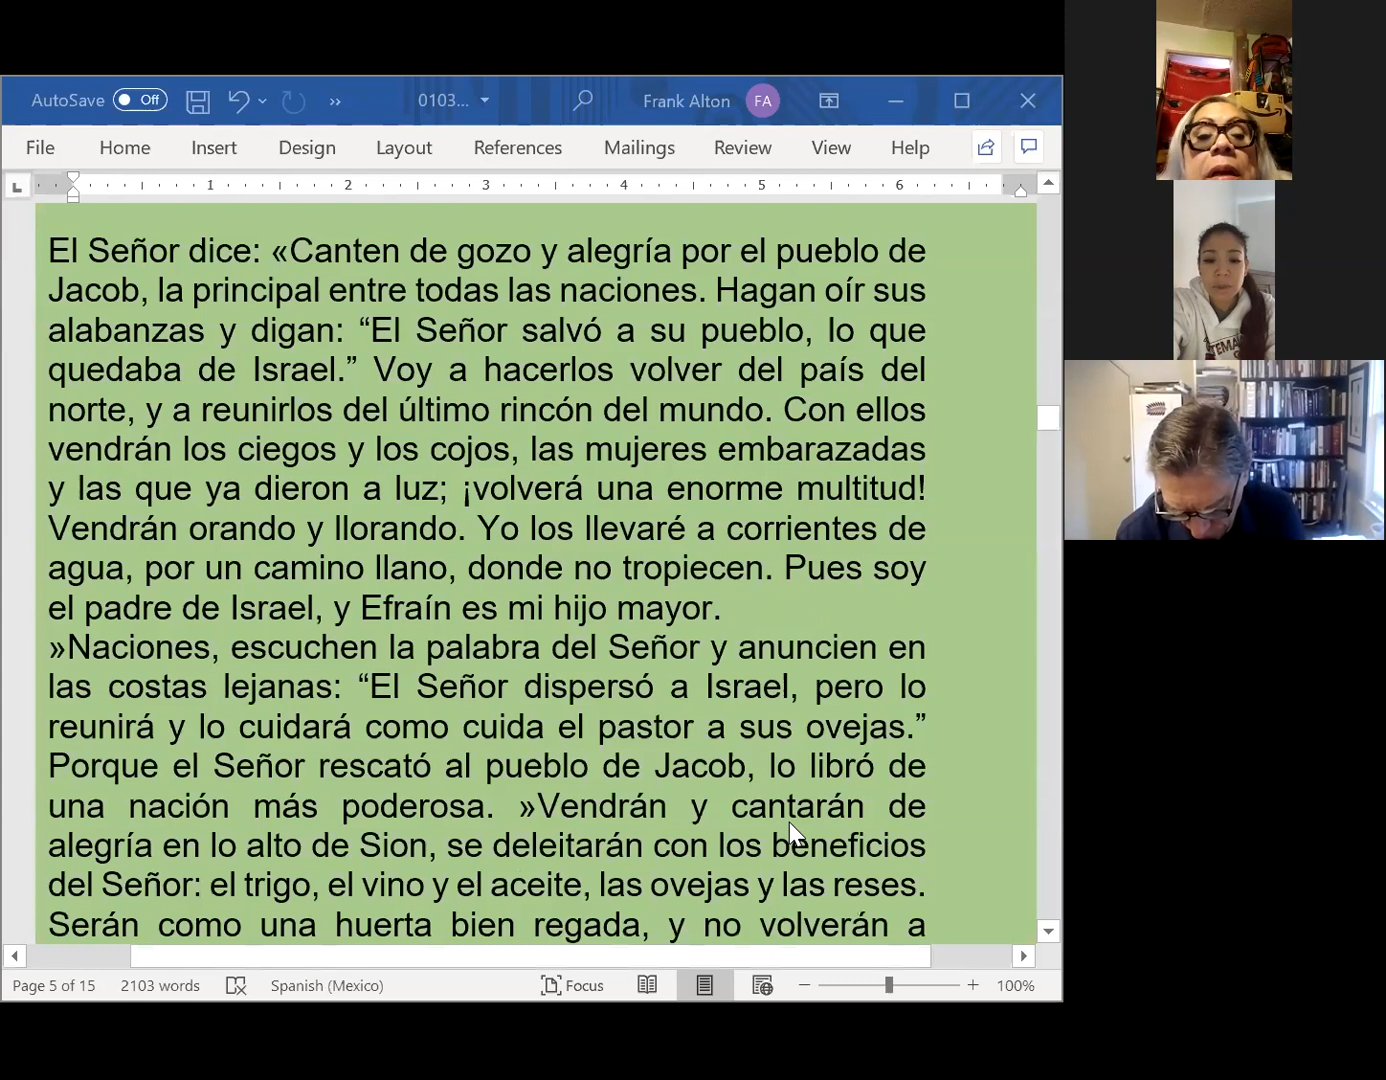 AutoSave Off 0103... Frank Alton FA
File Home Insert Design Layout References Mailings Review View Help
1 2 3 4 5 6
El Señor dice: «Canten de gozo y alegría por el pueblo de
Jacob, la principal entre todas las naciones. Hagan oír sus
alabanzas y digan: “El Señor salvó a su pueblo, lo que
quedaba de Israel.” Voy a hacerlos volver del país del
norte, y a reunirlos del último rincón del mundo. Con ellos
vendrán los ciegos y los cojos, las mujeres embarazadas
y las que ya dieron a luz; ¡volverá una enorme multitud!
Vendrán orando y llorando. Yo los llevaré a corrientes de
agua, por un camino llano, donde no tropiecen. Pues soy
el padre de Israel, y Efraín es mi hijo mayor.
»Naciones, escuchen la palabra del Señor y anuncien en
las costas lejanas: “El Señor dispersó a Israel, pero lo
reunirá y lo cuidará como cuida el pastor a sus ovejas.”
Porque el Señor rescató al pueblo de Jacob, lo libró de
una nación más poderosa. »Vendrán y cantarán de
alegría en lo alto de Sion, se deleitarán con los beneficios
del Señor: el trigo, el vino y el aceite, las ovejas y las reses.
Serán como una huerta bien regada, y no volverán a
Page 5 of 15 2103 words Spanish (Mexico) Focus 100%